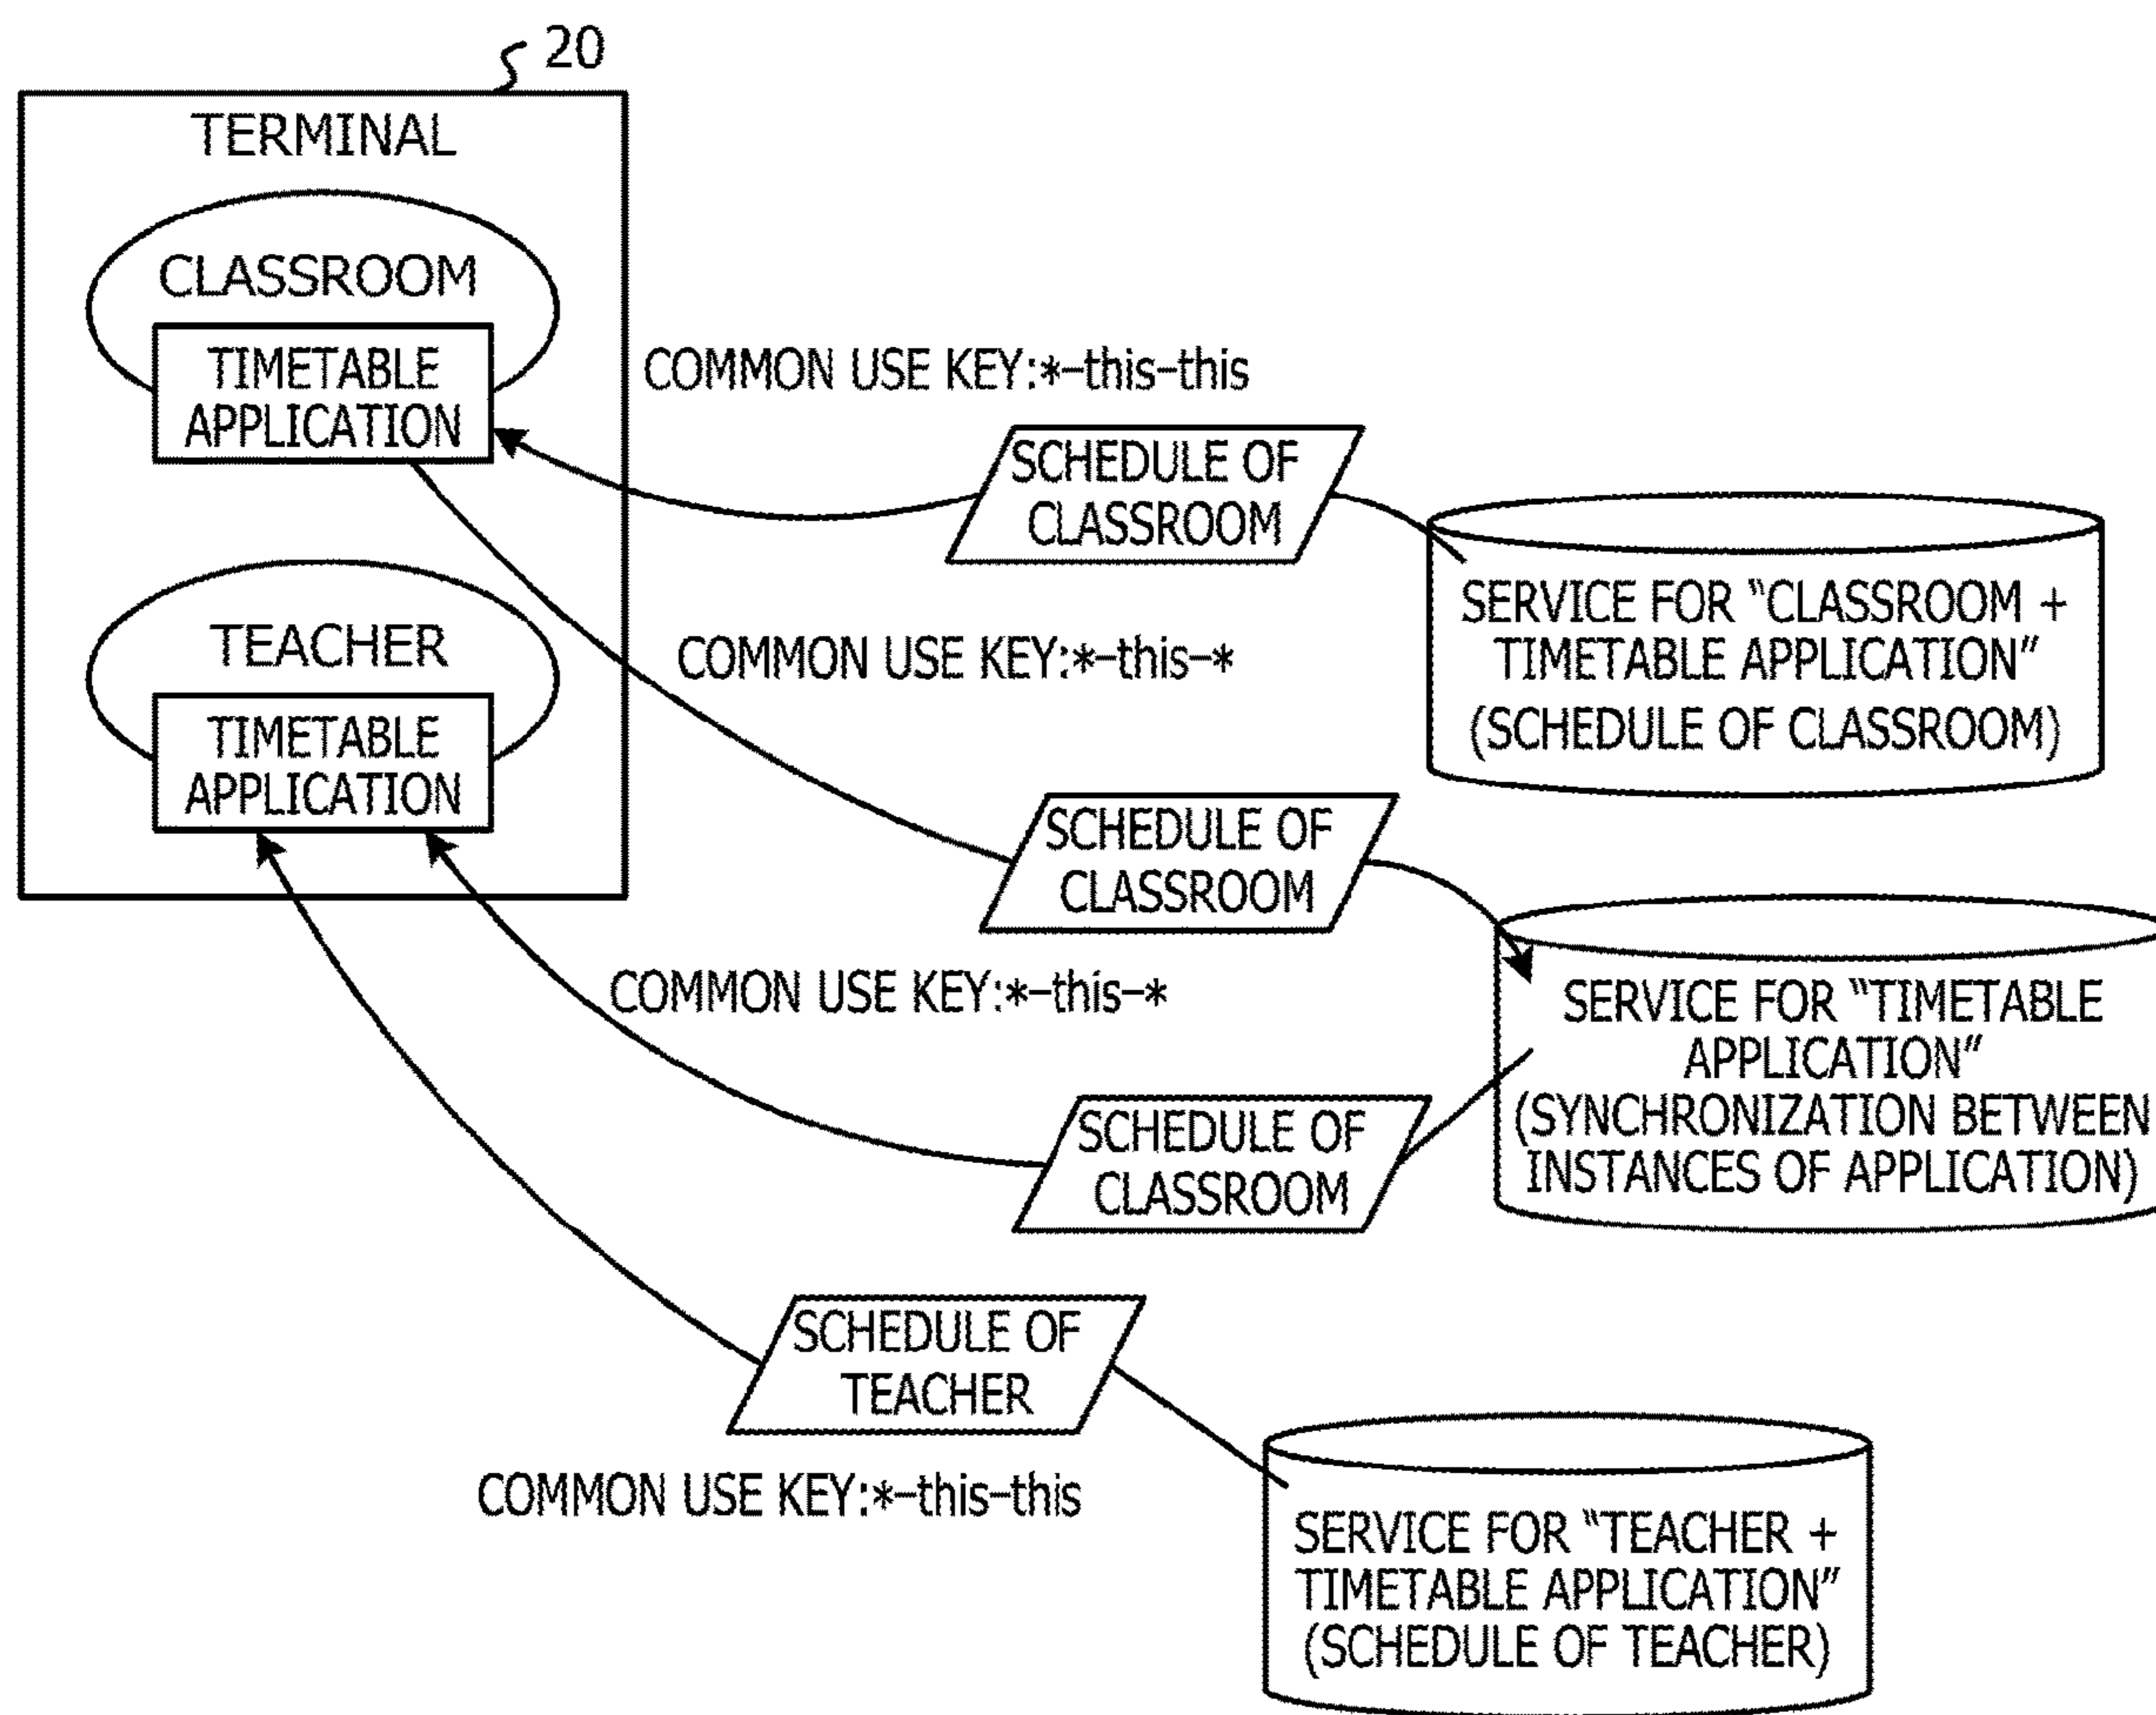 20
TERMINAL
CLASSROOM
TIMETABLE
APPLICATION
COMMON USE KEY:*-this-this
SCHEDULE OF
CLASSROOM
SERVICE FOR “CLASSROOM +
TIMETABLE APPLICATION”
(SCHEDULE OF CLASSROOM)
TEACHER
TIMETABLE
APPLICATION
COMMON USE KEY:*-this-*
SCHEDULE OF
CLASSROOM
COMMON USE KEY:*-this-*
SERVICE FOR “TIMETABLE
APPLICATION”
(SYNCHRONIZATION BETWEEN
INSTANCES OF APPLICATION)
SCHEDULE OF
CLASSROOM
SCHEDULE OF
TEACHER
COMMON USE KEY:*-this-this
SERVICE FOR “TEACHER +
TIMETABLE APPLICATION”
(SCHEDULE OF TEACHER)